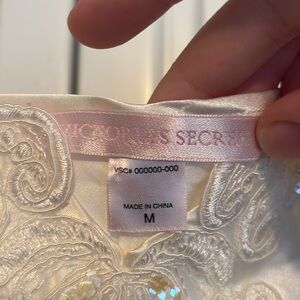 VICTORIA'S SECRET
VSC# 000000-000
MADE IN CHINA
M